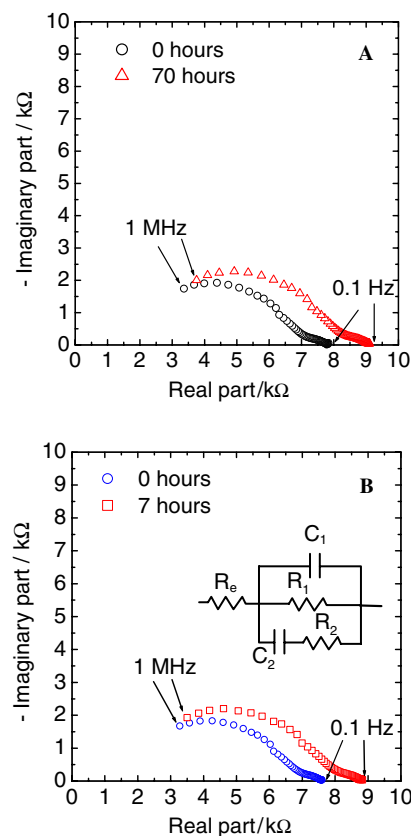 A
0 hours
70 hours
- Imaginary part / kΩ
10
9
8
7
6
5
4
3
2
1
0
1 MHz
0.1 Hz
0 1 2 3 4 5 6 7 8 9 10
Real part/kΩ
B
0 hours
7 hours
- Imaginary part / kΩ
10
9
8
7
6
5
4
3
2
1
0
C1
Re
R1
R2
C2
1 MHz
0.1 Hz
0 1 2 3 4 5 6 7 8 9 10
Real part/kΩ